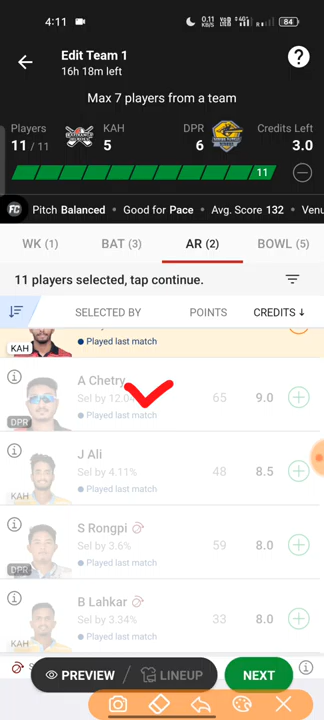 4:11 0.11 KB/S 84
Edit Team 1
16h 18m left
Max 7 players from a team
Players KAH DPR Credits Left
11 / 11 5 6 3.0
11
FC Pitch Balanced • Good for Pace • Avg. Score 132 • Venu
WK (1) BAT (3) AR (2) BOWL (5)
11 players selected, tap continue.
SELECTED BY POINTS CREDITS ↓
KAH Played last match
A Chetry
Sel by 12.04% 65 9.0
DPR Played last match
J Ali
Sel by 4.11% 48 8.5
KAH Played last match
S Rongpi
Sel by 3.6% 59 8.0
DPR Played last match
B Lahkar
Sel by 3.34% 33 8.0
KAH Played last match
PREVIEW / LINEUP NEXT